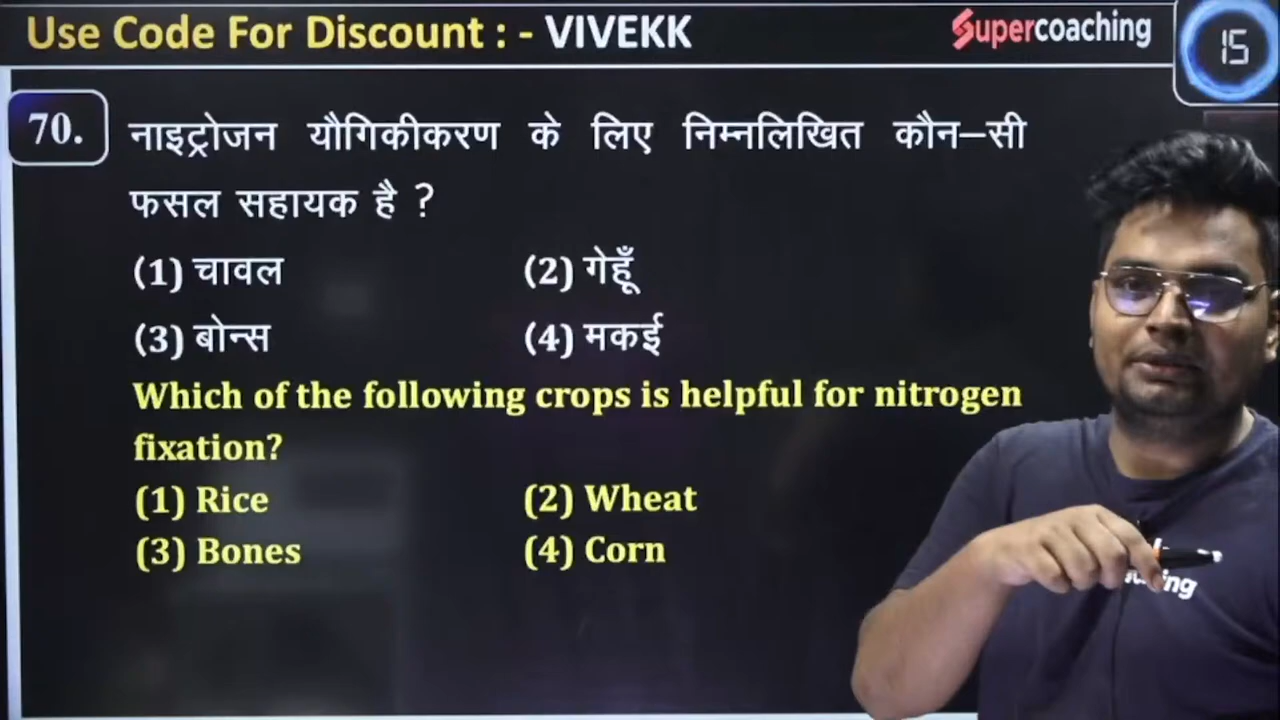 Use Code For Discount : - VIVEKK
Supercoaching
15
70. नाइट्रोजन यौगिकीकरण के लिए निम्नलिखित कौन–सी
फसल सहायक है ?
(1) चावल (2) गेहूँ
(3) बोन्स (4) मकई
Which of the following crops is helpful for nitrogen
fixation?
(1) Rice (2) Wheat
(3) Bones (4) Corn